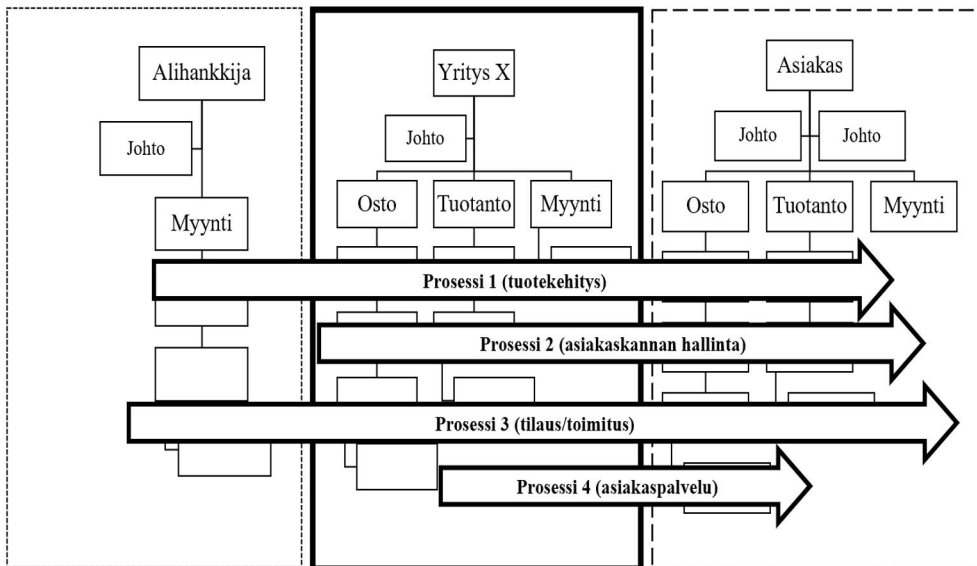 Alihankkija
Johto
Myynti
Yritys X
Johto
Osto
Tuotanto
Myynti
Asiakas
Johto
Johto
Osto
Tuotanto
Myynti
Prosessi 1 (tuotekehitys)
Prosessi 2 (asiakaskannan hallinta)
Prosessi 3 (tilaus/toimitus)
Prosessi 4 (asiakaspalvelu)